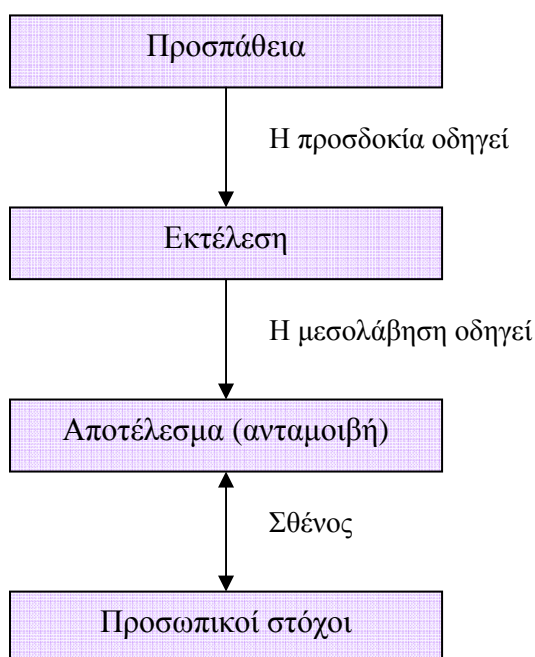 Προσπάθεια
Η προσδοκία οδηγεί
Εκτέλεση
Η μεσολάβηση οδηγεί
Αποτέλεσμα (ανταμοιβή)
Σθένος
Προσωπικοί στόχοι